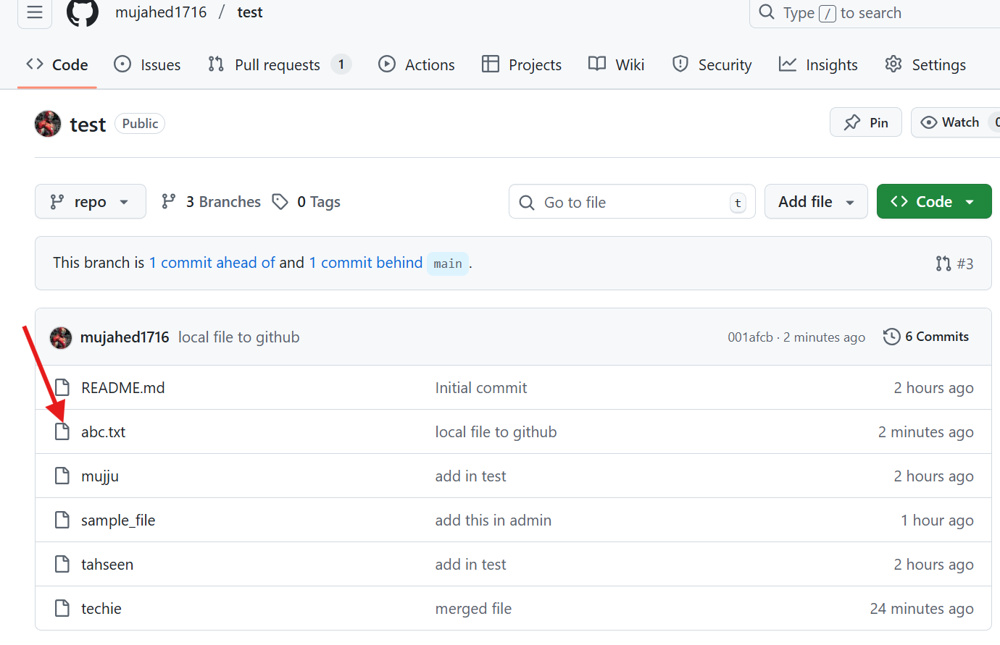 mujahed1716 / test
Type / to search
Code Issues Pull requests 1 Actions Projects Wiki Security Insights Settings
test Public
Pin Watch 0
repo 3 Branches 0 Tags Go to file t Add file Code
This branch is 1 commit ahead of and 1 commit behind main .
#3
mujahed1716 local file to github 001afcb · 2 minutes ago 6 Commits
README.md Initial commit 2 hours ago
abc.txt local file to github 2 minutes ago
mujju add in test 2 hours ago
sample_file add this in admin 1 hour ago
tahseen add in test 2 hours ago
techie merged file 24 minutes ago